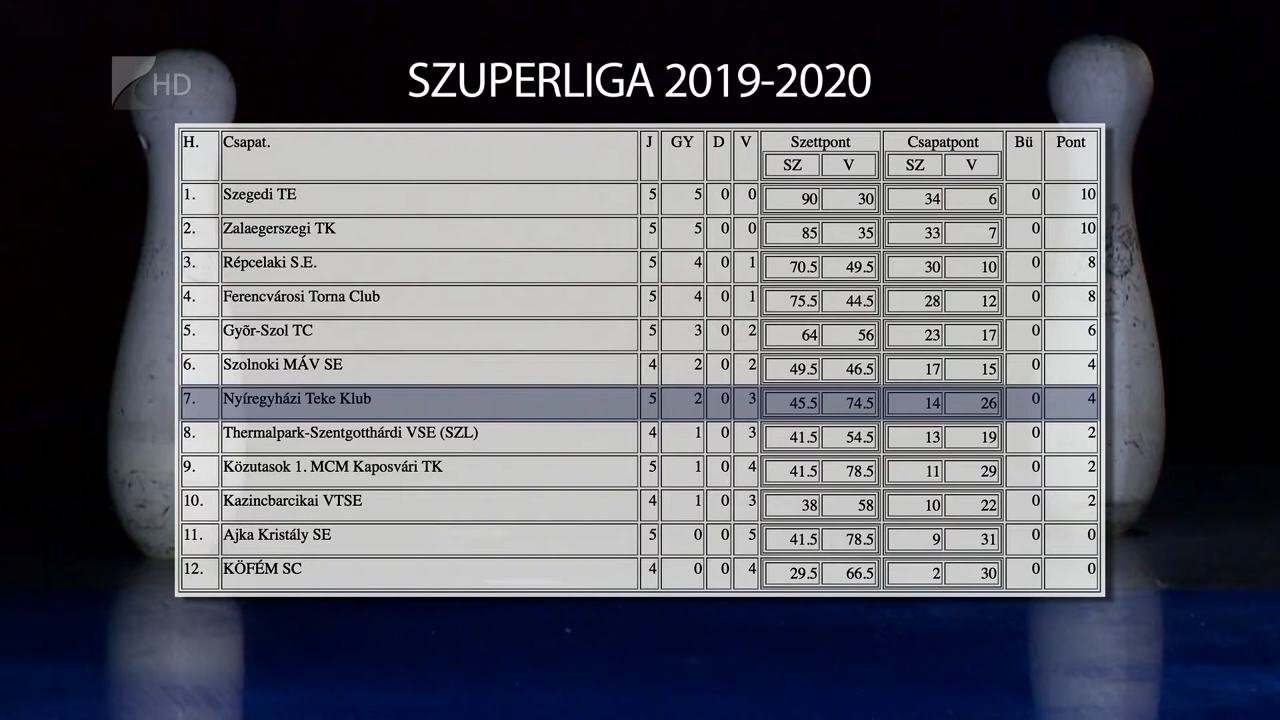 HD
SZUPERLIGA 2019-2020
H. Csapat. J GY D V Szettpont Csapatpont Bü Pont
SZ V SZ V
1. Szegedi TE 5 5 0 0 90 30 34 6 0 10
2. Zalaegerszegi TK 5 5 0 0 85 35 33 7 0 10
3. Répcelaki S.E. 5 4 0 1 70.5 49.5 30 10 0 8
4. Ferencvárosi Torna Club 5 4 0 1 75.5 44.5 28 12 0 8
5. Gyõr-Szol TC 5 3 0 2 64 56 23 17 0 6
6. Szolnoki MÁV SE 4 2 0 2 49.5 46.5 17 15 0 4
7. Nyíregyházi Teke Klub 5 2 0 3 45.5 74.5 14 26 0 4
8. Thermalpark-Szentgotthárdi VSE (SZL) 4 1 0 3 41.5 54.5 13 19 0 2
9. Közutasok 1. MCM Kaposvári TK 5 1 0 4 41.5 78.5 11 29 0 2
10. Kazincbarcikai VTSE 4 1 0 3 38 58 10 22 0 2
11. Ajka Kristály SE 5 0 0 5 41.5 78.5 9 31 0 0
12. KÖFÉM SC 4 0 0 4 29.5 66.5 2 30 0 0